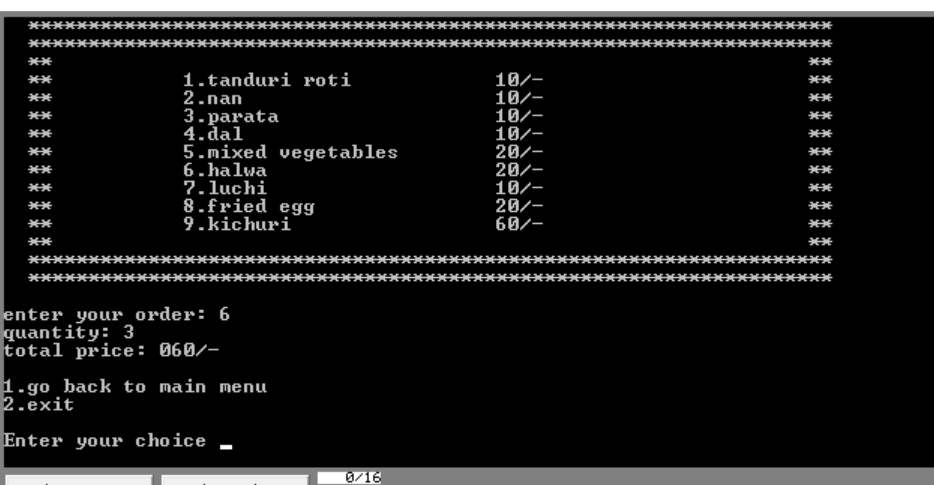 *******************************************************************
*******************************************************************
** **
** 1.tanduri roti 10/- **
** 2.nan 10/- **
** 3.parata 10/- **
** 4.dal 10/- **
** 5.mixed vegetables 20/- **
** 6.halwa 20/- **
** 7.luchi 10/- **
** 8.fried egg 20/- **
** 9.kichuri 60/- **
** **
*******************************************************************
*******************************************************************
enter your order: 6
quantity: 3
total price: 060/-
1.go back to main menu
2.exit
Enter your choice _
0/16